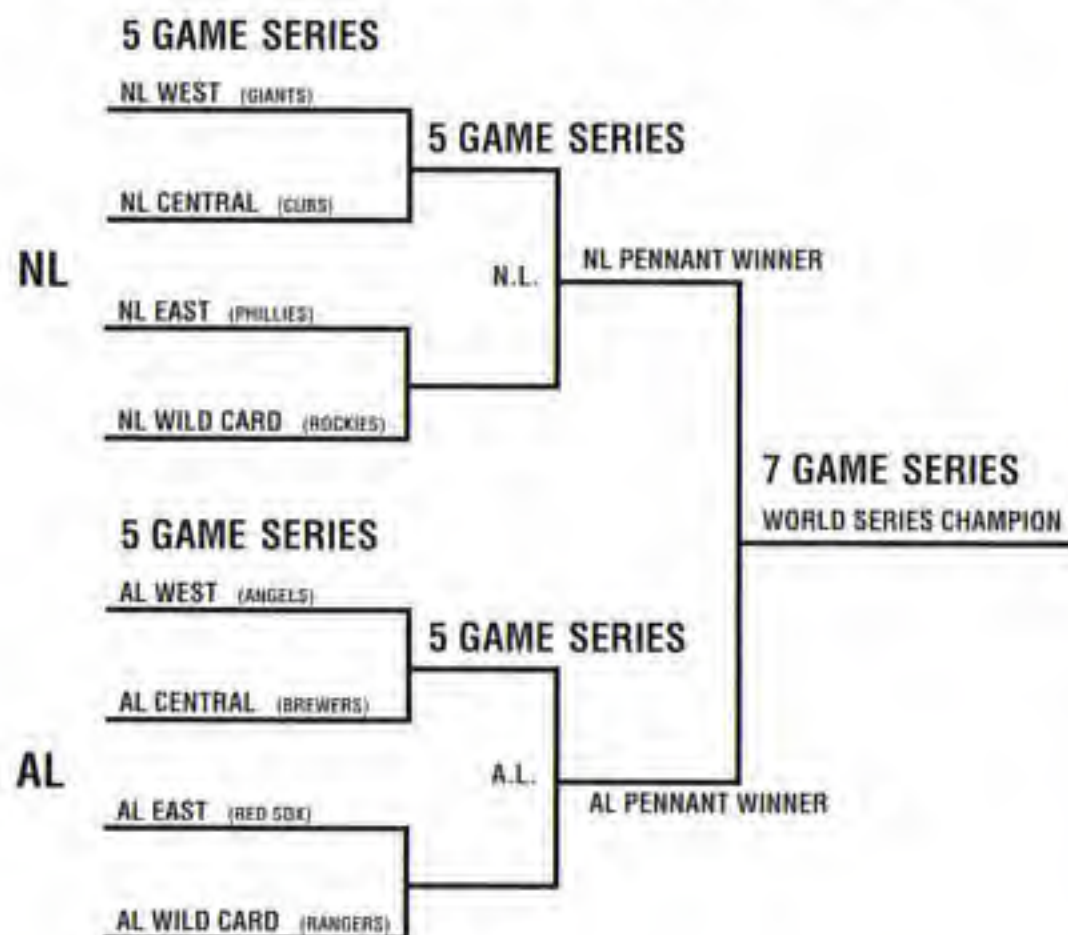 5 GAME SERIES
NL WEST (GIANTS)
5 GAME SERIES
NL CENTRAL (CUBS)
NL
N.L.
NL PENNANT WINNER
NL EAST (PHILLIES)
NL WILD CARD (ROCKIES)
7 GAME SERIES
WORLD SERIES CHAMPION
5 GAME SERIES
AL WEST (ANGELS)
5 GAME SERIES
AL CENTRAL (BREWERS)
AL
A.L.
AL PENNANT WINNER
AL EAST (RED SOX)
AL WILD CARD (RANGERS)